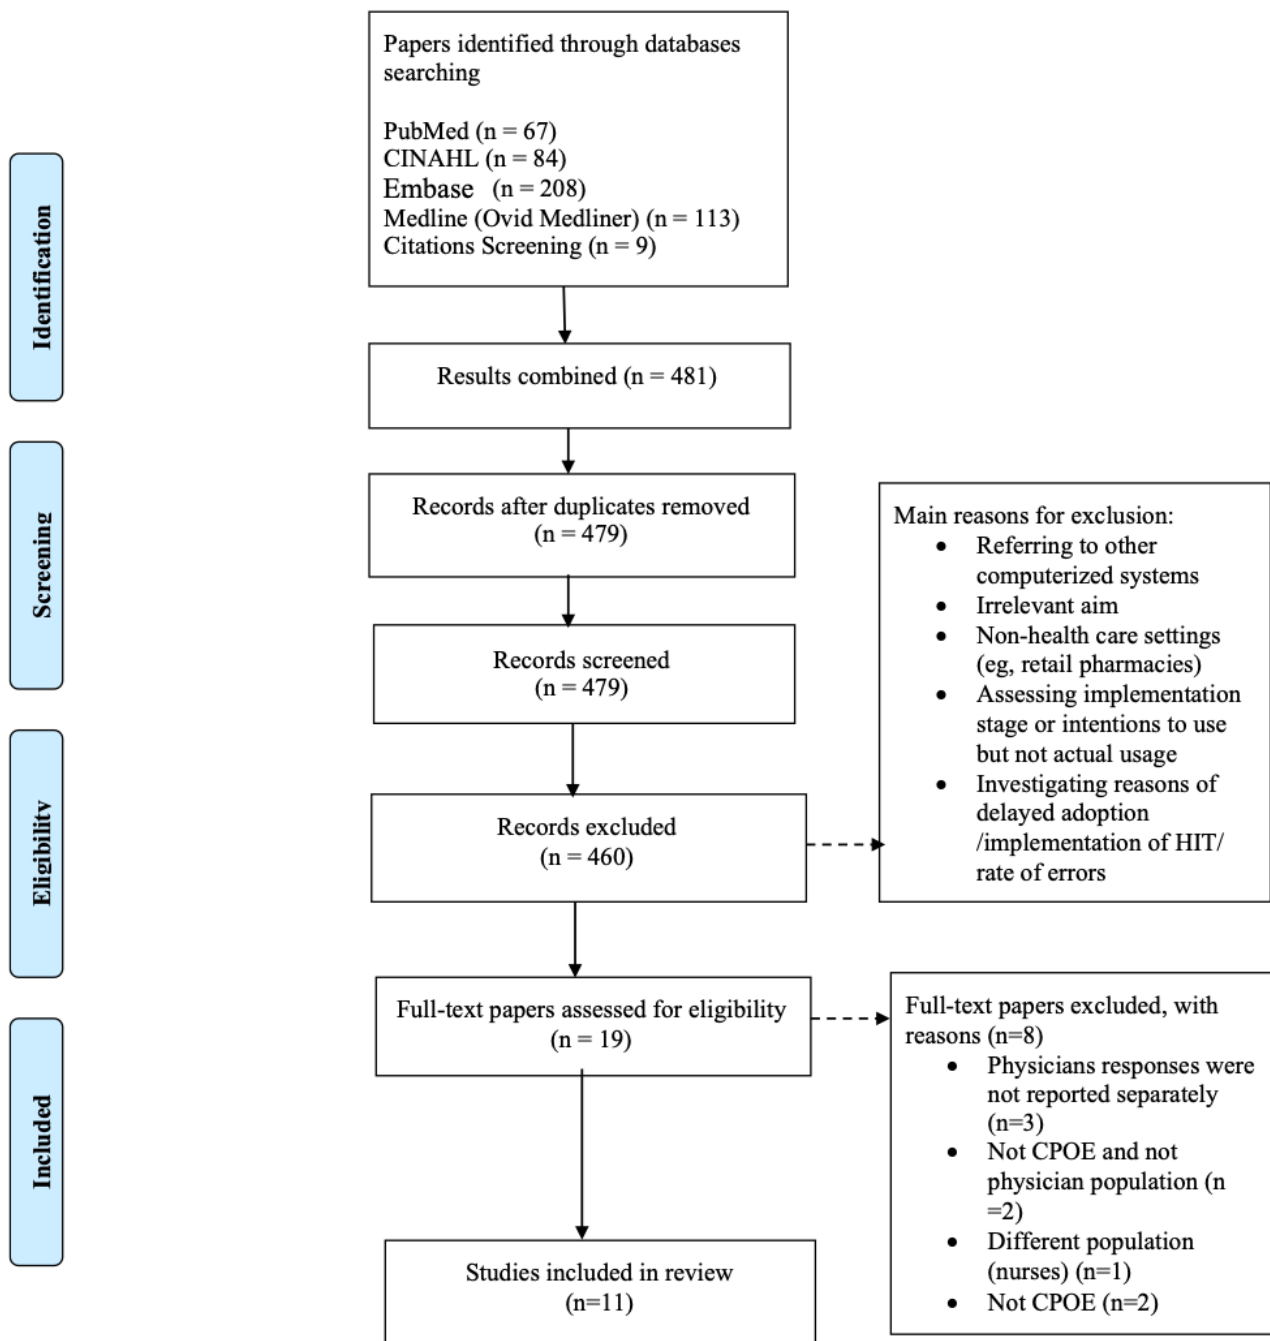 Papers identified through databases
searching
PubMed (n = 67)
CINAHL (n = 84)
Embase (n = 208)
Medline (Ovid Medliner) (n = 113)
Citations Screening (n = 9)
Identification
Results combined (n = 481)
Screening
Records after duplicates removed
(n = 479)
Records screened
(n = 479)
Main reasons for exclusion:
• Referring to other
computerized systems
• Irrelevant aim
• Non-health care settings
(eg, retail pharmacies)
• Assessing implementation
stage or intentions to use
but not actual usage
• Investigating reasons of
delayed adoption
/implementation of HIT/
rate of errors
Eligibility
Records excluded
(n = 460)
Full-text papers assessed for eligibility
(n = 19)
Full-text papers excluded, with
reasons (n=8)
• Physicians responses were
not reported separately
(n=3)
• Not CPOE and not
physician population (n
=2)
• Different population
(nurses) (n=1)
• Not CPOE (n=2)
Included
Studies included in review
(n=11)